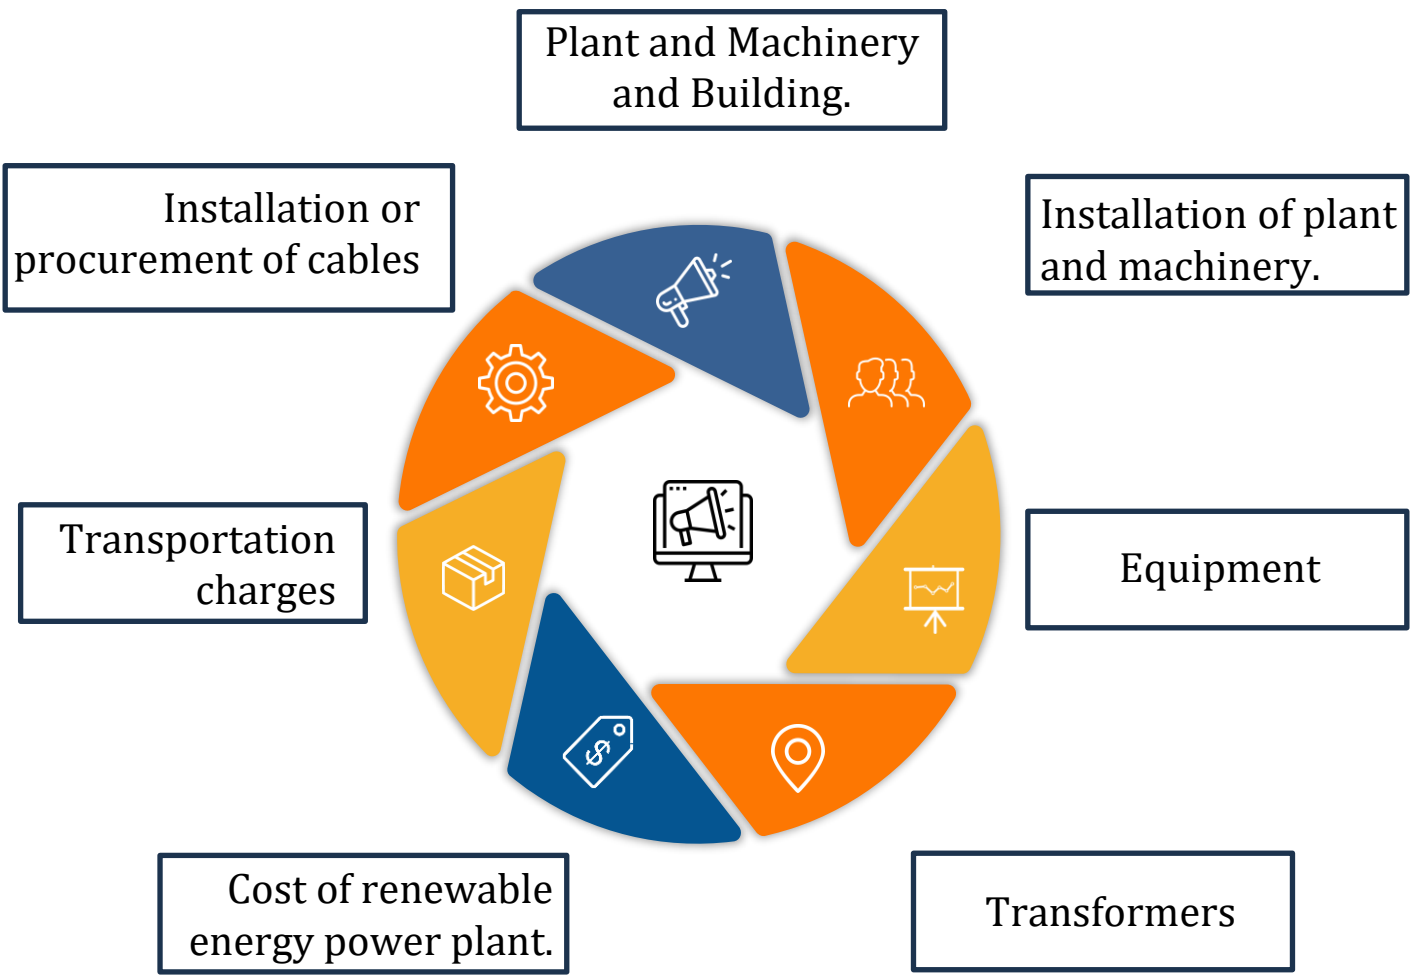 Plant and Machinery
and Building.
Installation or
procurement of cables
Installation of plant
and machinery.
Transportation
charges
Equipment
Cost of renewable
energy power plant.
Transformers
$